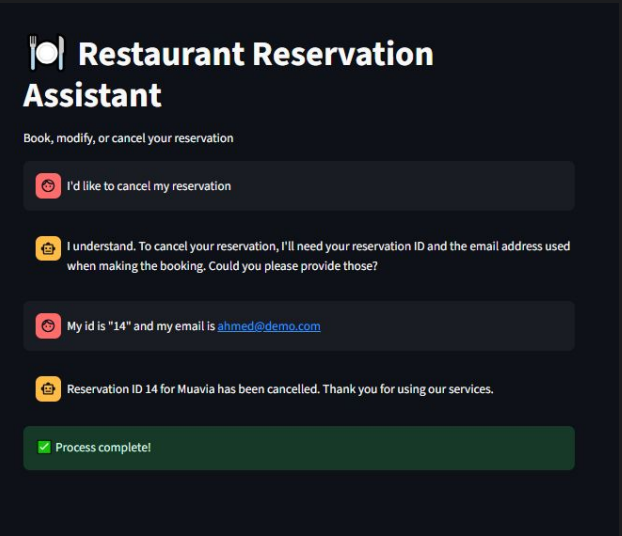 Restaurant Reservation
Assistant
Book, modify, or cancel your reservation
I'd like to cancel my reservation
I understand. To cancel your reservation, I'll need your reservation ID and the email address used
when making the booking. Could you please provide those?
My id is "14" and my email is ahmed@demo.com
Reservation ID 14 for Muavia has been cancelled. Thank you for using our services.
Process complete!